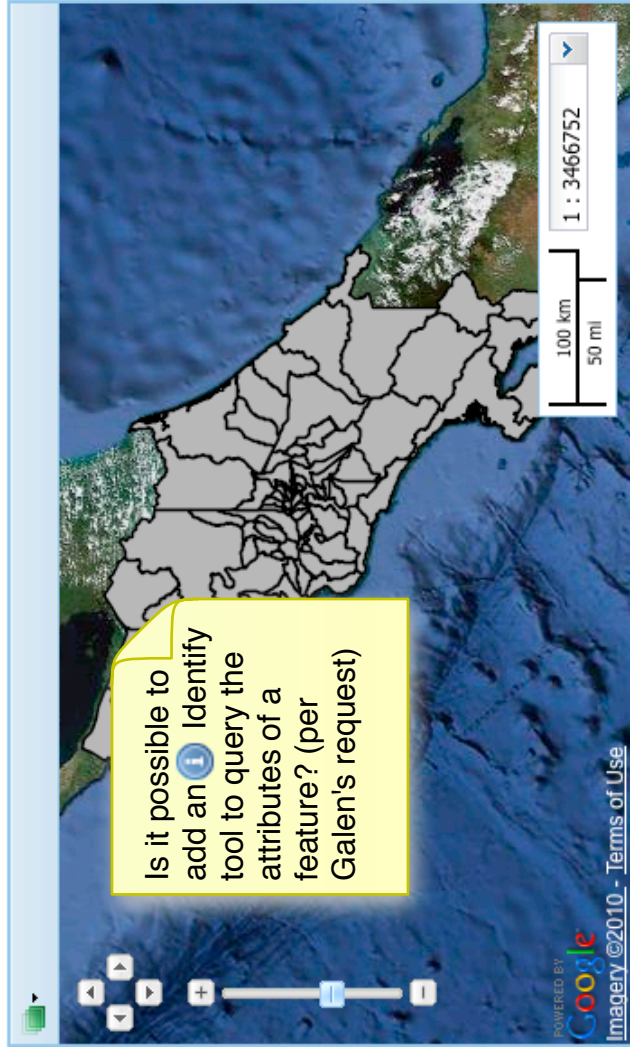 Is it possible to
add an Identify
tool to query the
attributes of a
feature? (per
Galen's request)
100 km
50 mi
1 : 3466752
POWERED BY
Google
Imagery ©2010 - Terms of Use